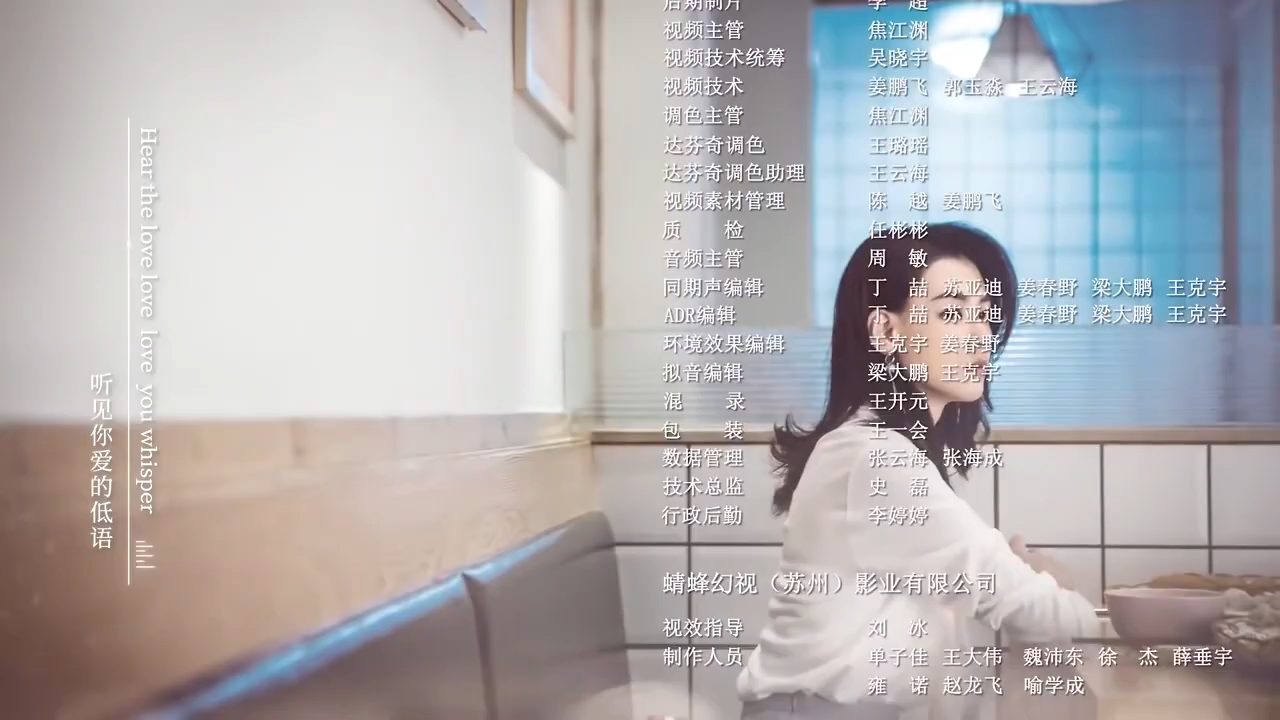 听见你爱的低语
Hear the love love love love you whisper
后期制片 李 超
视频主管 焦江渊
视频技术统筹 吴晓宇
视频技术 姜鹏飞 郭玉淼 王云海
调色主管 焦江渊
达芬奇调色 王璐瑶
达芬奇调色助理 王云海
视频素材管理 陈 越 姜鹏飞
质 检 任彬彬
音频主管 周 敏
同期声编辑 丁 喆 苏亚迪 姜春野 梁大鹏 王克宇
ADR编辑 丁 喆 苏亚迪 姜春野 梁大鹏 王克宇
环境效果编辑 王克宇 姜春野
拟音编辑 梁大鹏 王克宇
混 录 王开元
包 装 王一会
数据管理 张云海 张海成
技术总监 史 磊
行政后勤 李婷婷
蜻蜂幻视（苏州）影业有限公司
视效指导 刘 冰
制作人员 单子佳 王大伟 魏沛东 徐 杰 薛垂宇
雍 诺 赵龙飞 喻学成